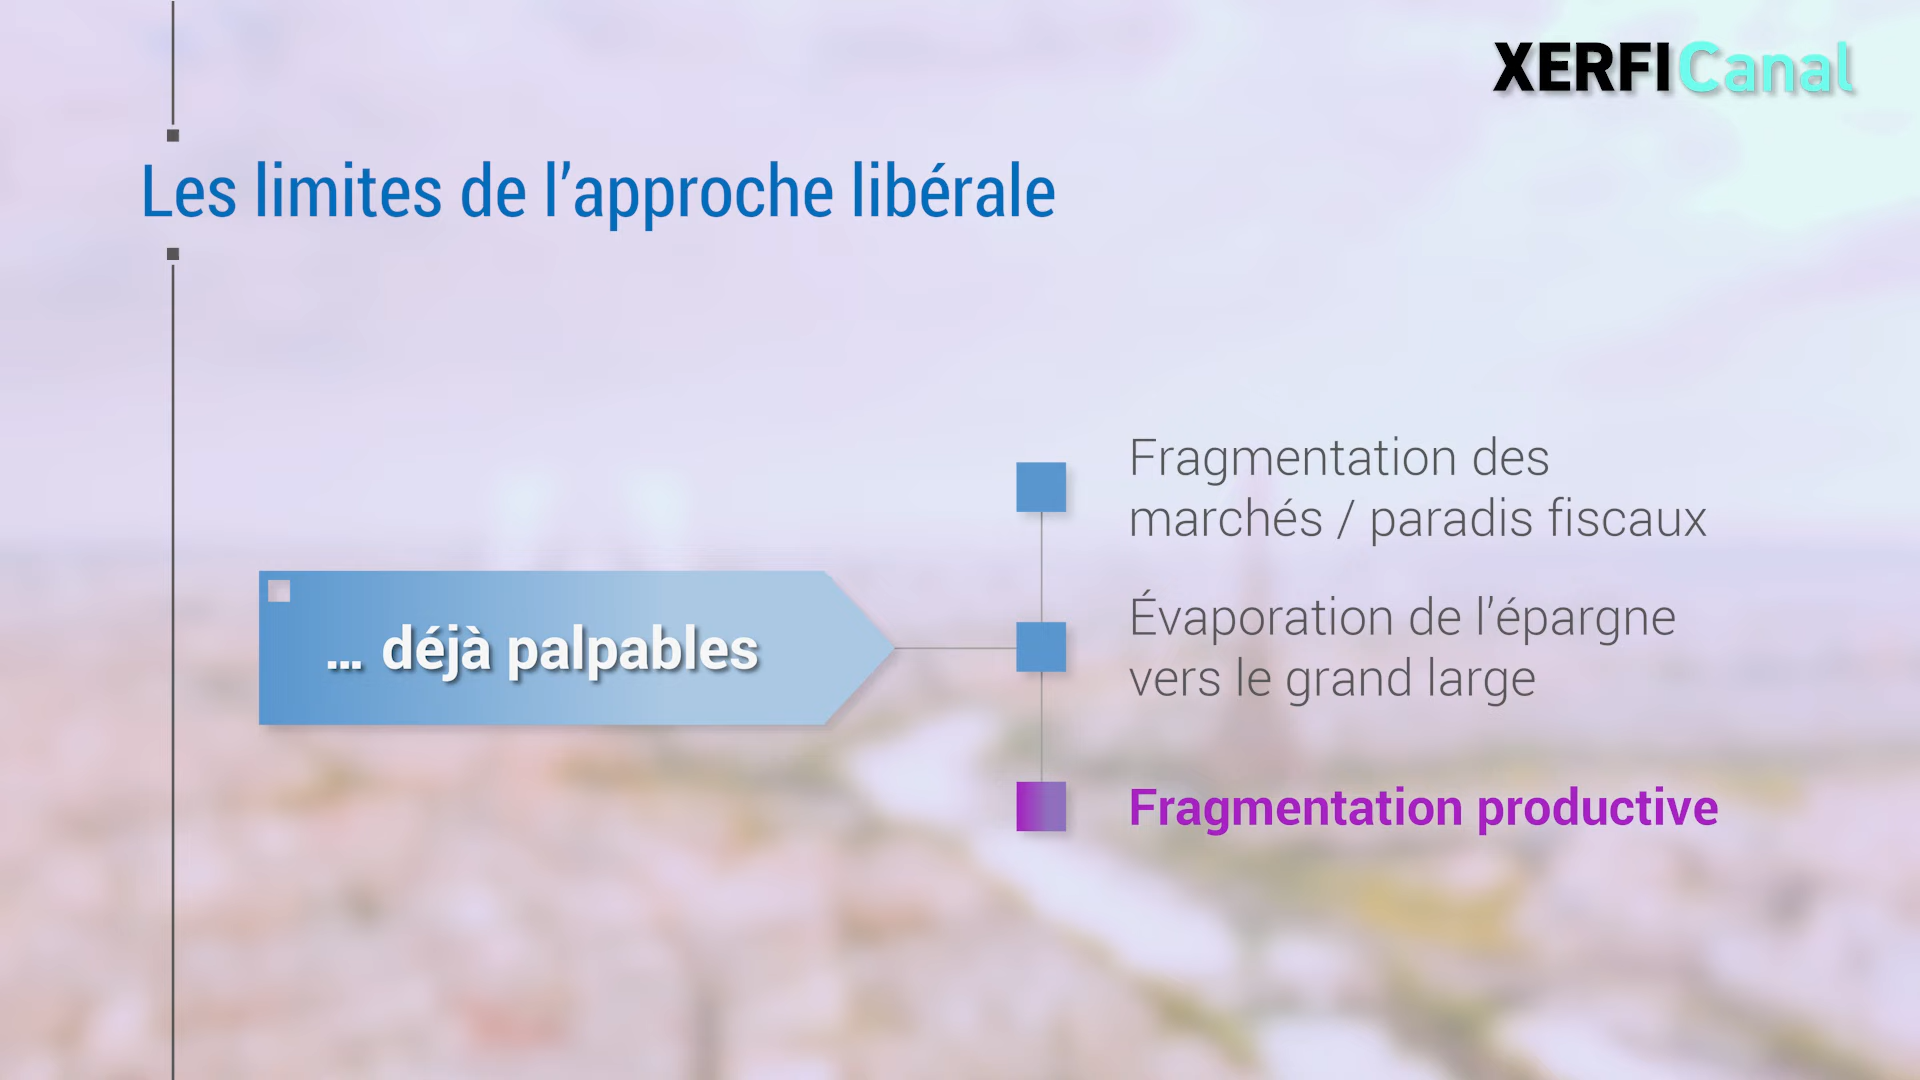 XERFI Canal
Les limites de l’approche libérale
Fragmentation des
marchés / paradis fiscaux
... déjà palpables
Évaporation de l’épargne
vers le grand large
Fragmentation productive